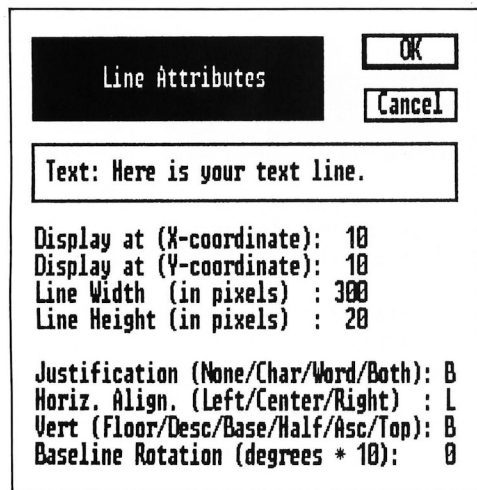 Line Attributes
OK
Cancel
Text: Here is your text line.
Display at (X-coordinate): 10
Display at (Y-coordinate): 10
Line Width (in pixels) : 300
Line Height (in pixels) : 20
Justification (None/Char/Word/Both): B
Horiz. Align. (Left/Center/Right) : L
Vert (Floor/Desc/Base/Half/Asc/Top): B
Baseline Rotation (degrees * 10): 0